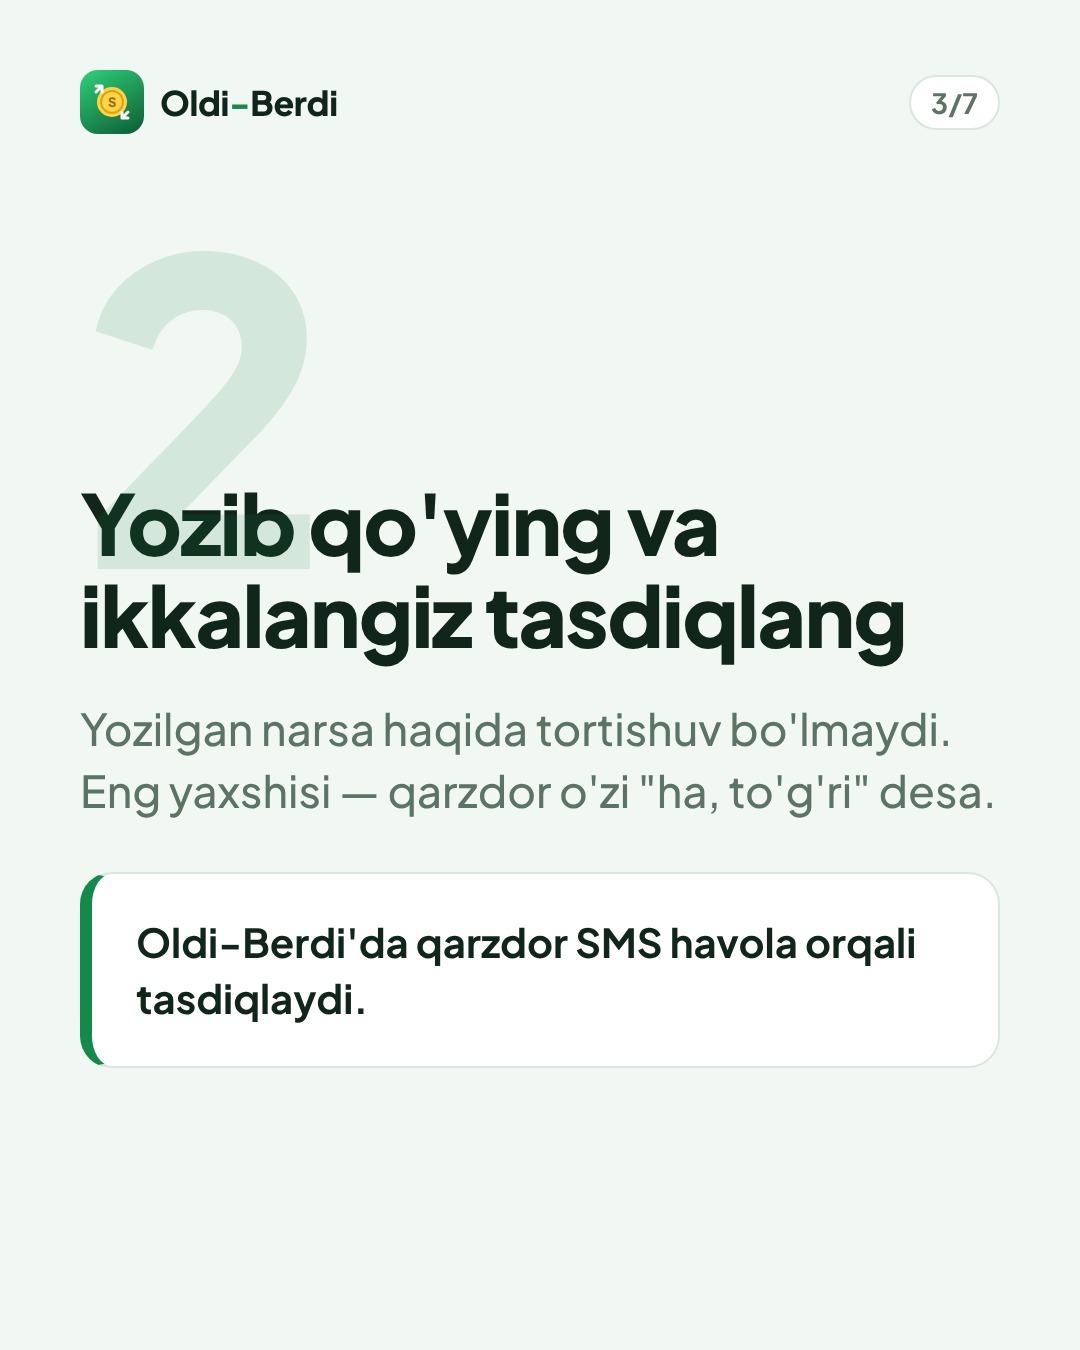 Oldi-Berdi
3/7
2
Yozib qo'ying va
ikkalangiz tasdiqlang
Yozilgan narsa haqida tortishuv bo'lmaydi.
Eng yaxshisi — qarzdor o'zi "ha, to'g'ri" desa.
Oldi-Berdi'da qarzdor SMS havola orqali
tasdiqlaydi.